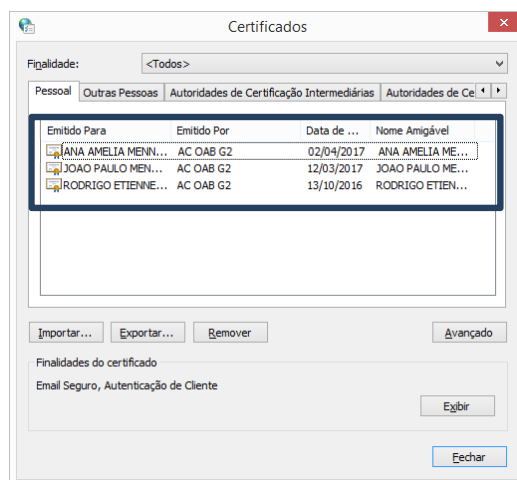 Certificados
Finalidade: <Todos>
Pessoal Outras Pessoas Autoridades de Certificação Intermediárias Autoridades de Ce
Emitido Para Emitido Por Data de ... Nome Amigável
ANA AMELIA MENN... AC OAB G2 02/04/2017 ANA AMELIA ME...
JOAO PAULO MEN... AC OAB G2 12/03/2017 JOAO PAULO ME...
RODRIGO ETIENNE... AC OAB G2 13/10/2016 RODRIGO ETIEN...
Importar... Exportar... Remover Avançado
Finalidades do certificado
Email Seguro, Autenticação de Cliente
Exibir
Fechar